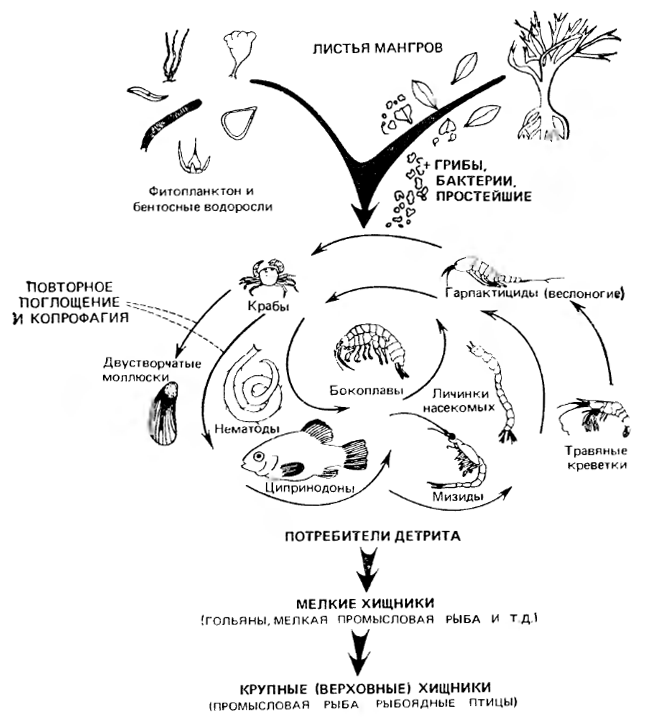 ЛИСТЬЯ МАНГРОВ
+ ГРИБЫ,
БАКТЕРИИ,
ПРОСТЕЙШИЕ
Фитопланктон и
бентосные водоросли
ПОВТОРНОЕ
ПОГЛОЩЕНИЕ
И КОПРОФАГИЯ
Крабы
Гарпактициды (веслоногие)
Двустворчатые
моллюски
Бокоплавы
Личинки
насекомых
Нематоды
Травяные
креветки
Ципринодоны
Мизиды
ПОТРЕБИТЕЛИ ДЕТРИТА
МЕЛКИЕ ХИЩНИКИ
(ГОЛЬЯНЫ, МЕЛКАЯ ПРОМЫСЛОВАЯ РЫБА И Т.Д.)
КРУПНЫЕ (ВЕРХОВНЫЕ) ХИЩНИКИ
(ПРОМЫСЛОВАЯ РЫБА РЫБОЯДНЫЕ ПТИЦЫ)